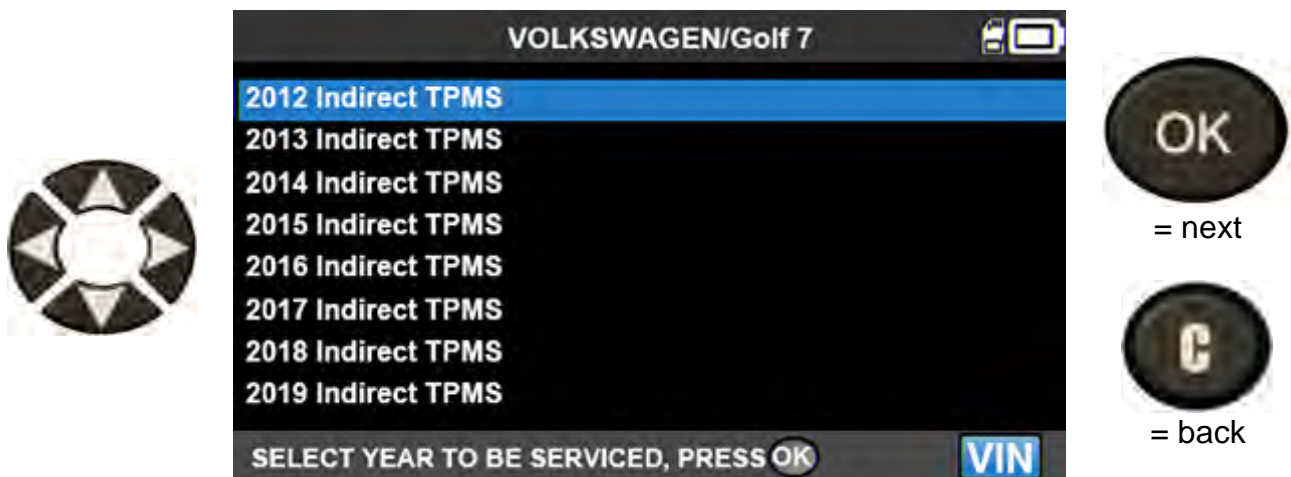 VOLKSWAGEN/Golf 7
2012 Indirect TPMS
2013 Indirect TPMS
2014 Indirect TPMS
2015 Indirect TPMS
2016 Indirect TPMS
2017 Indirect TPMS
2018 Indirect TPMS
2019 Indirect TPMS
SELECT YEAR TO BE SERVICED, PRESS OK
VIN
OK
= next
C
= back